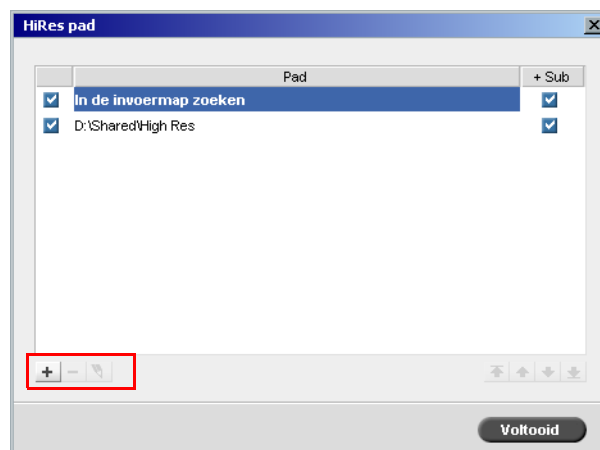 HiRes pad
Pad + Sub
In de invoermap zoeken
D:\Shared\High Res
Voltooid